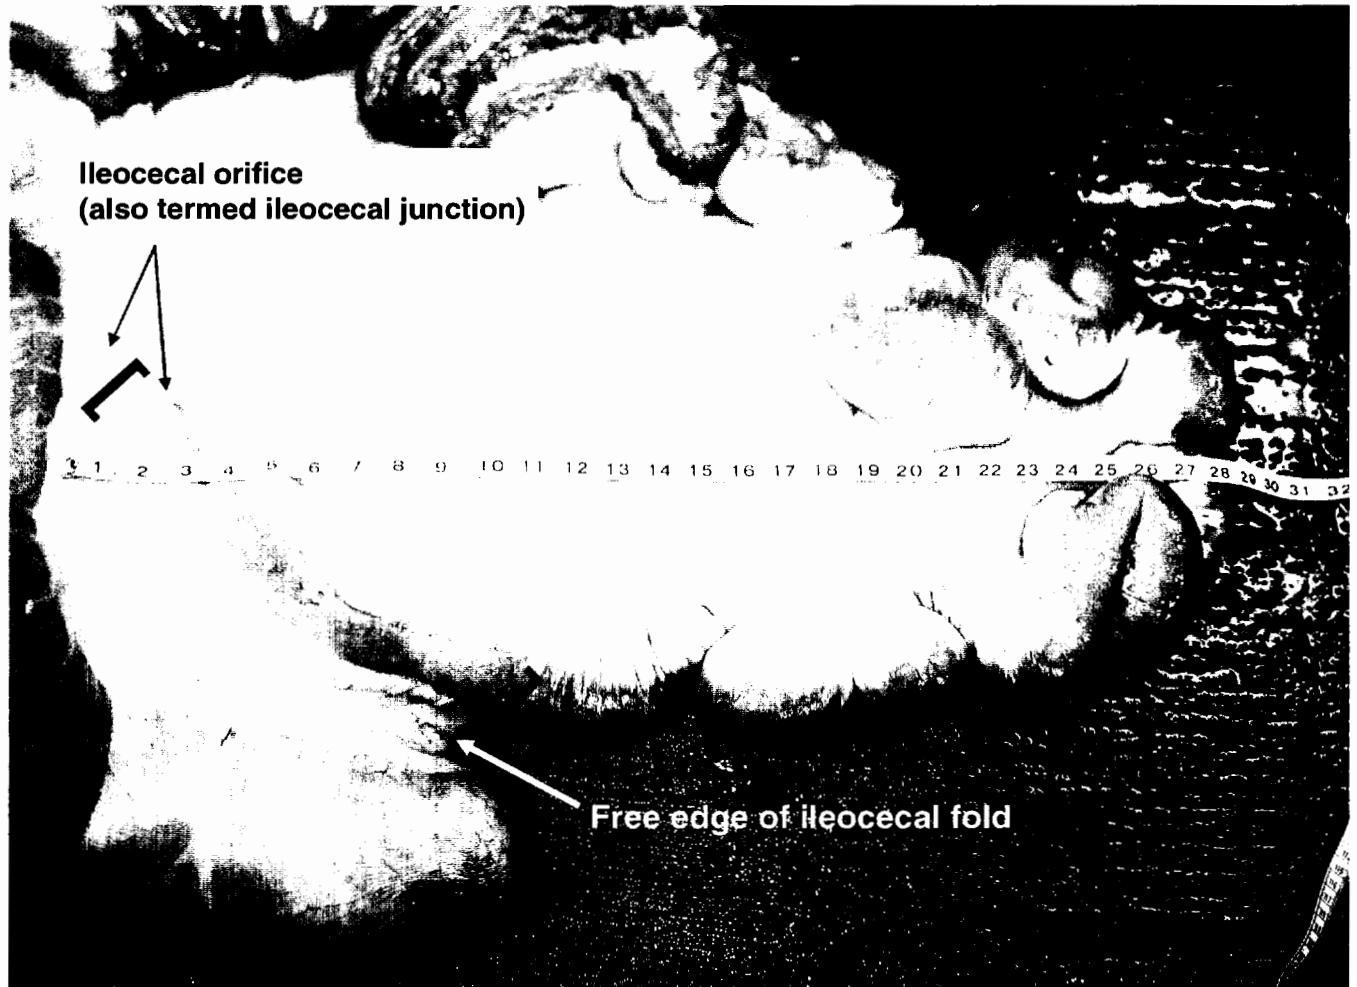 Ileocecal orifice
(also termed ileocecal junction)
1 2 3 4 5 6 7 8 9 10 11 12 13 14 15 16 17 18 19 20 21 22 23 24 25 26 27 28 29 30 31 32
Free edge of ileocecal fold